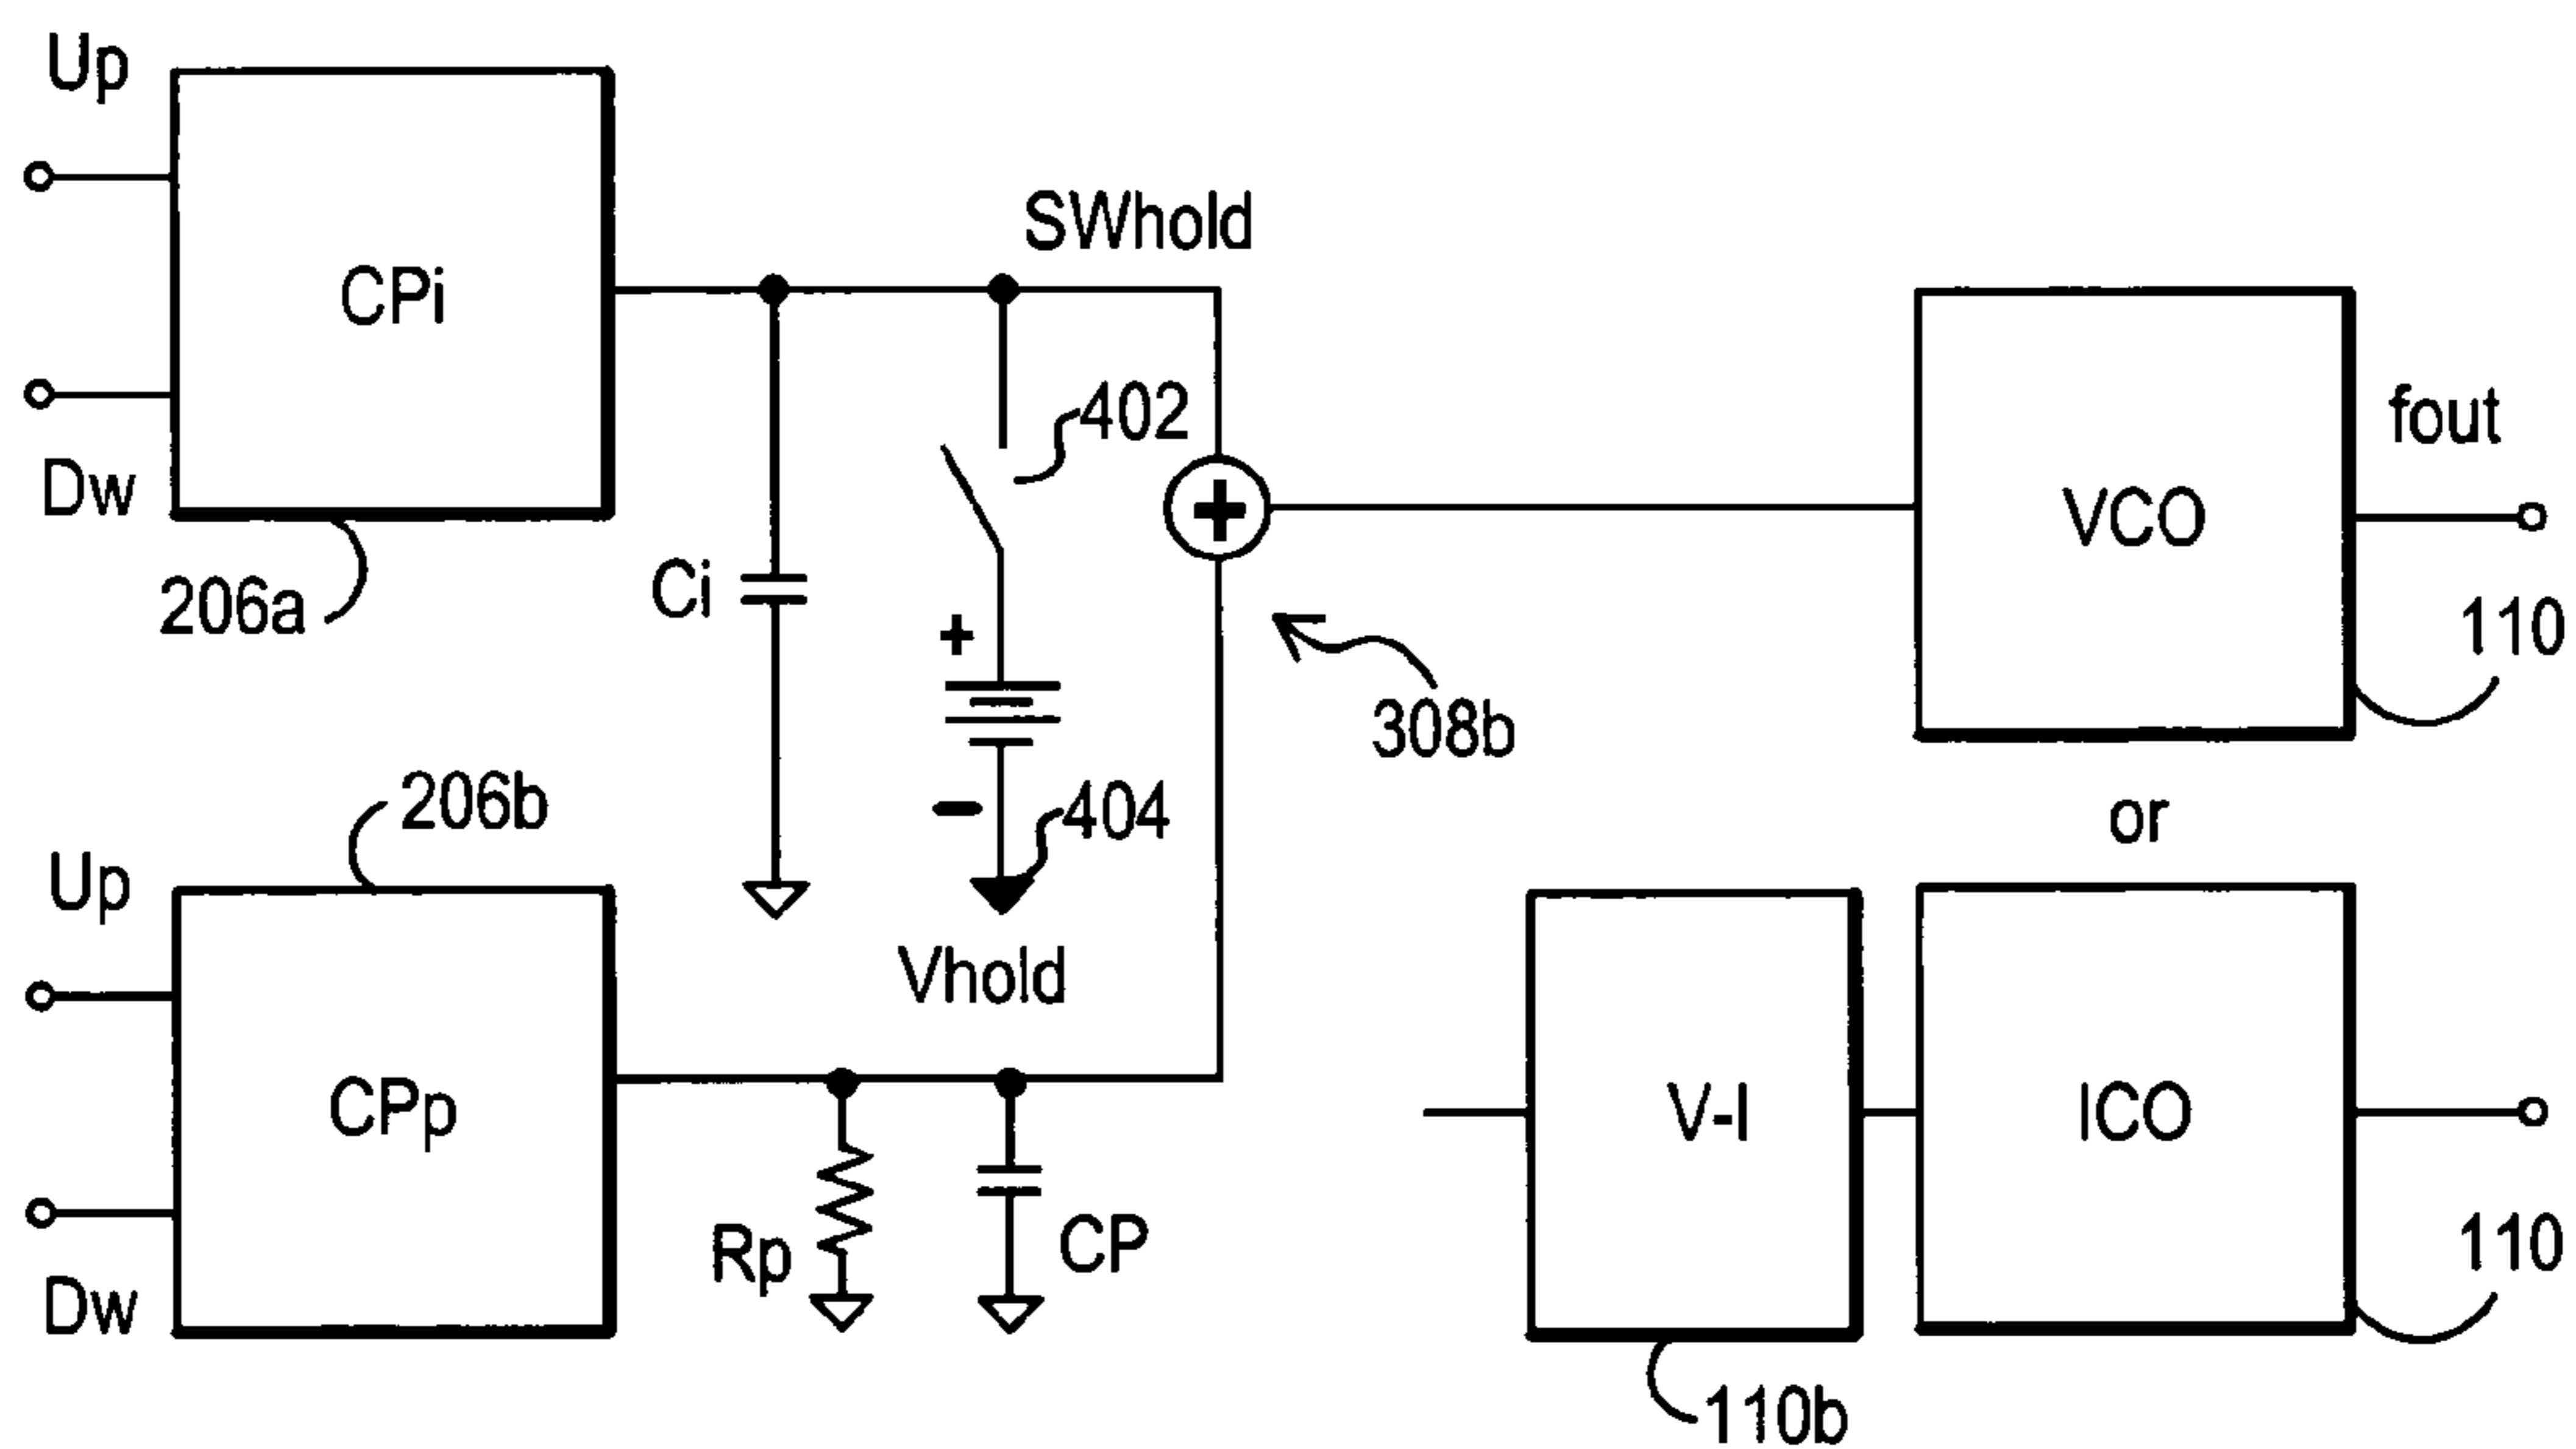 Up
CPi
Dw
206a
SWhold
402
Ci
+
-
404
Vhold
+
308b
VCO
fout
110
or
206b
Up
CPp
Dw
Rp
CP
V-I
110b
ICO
110